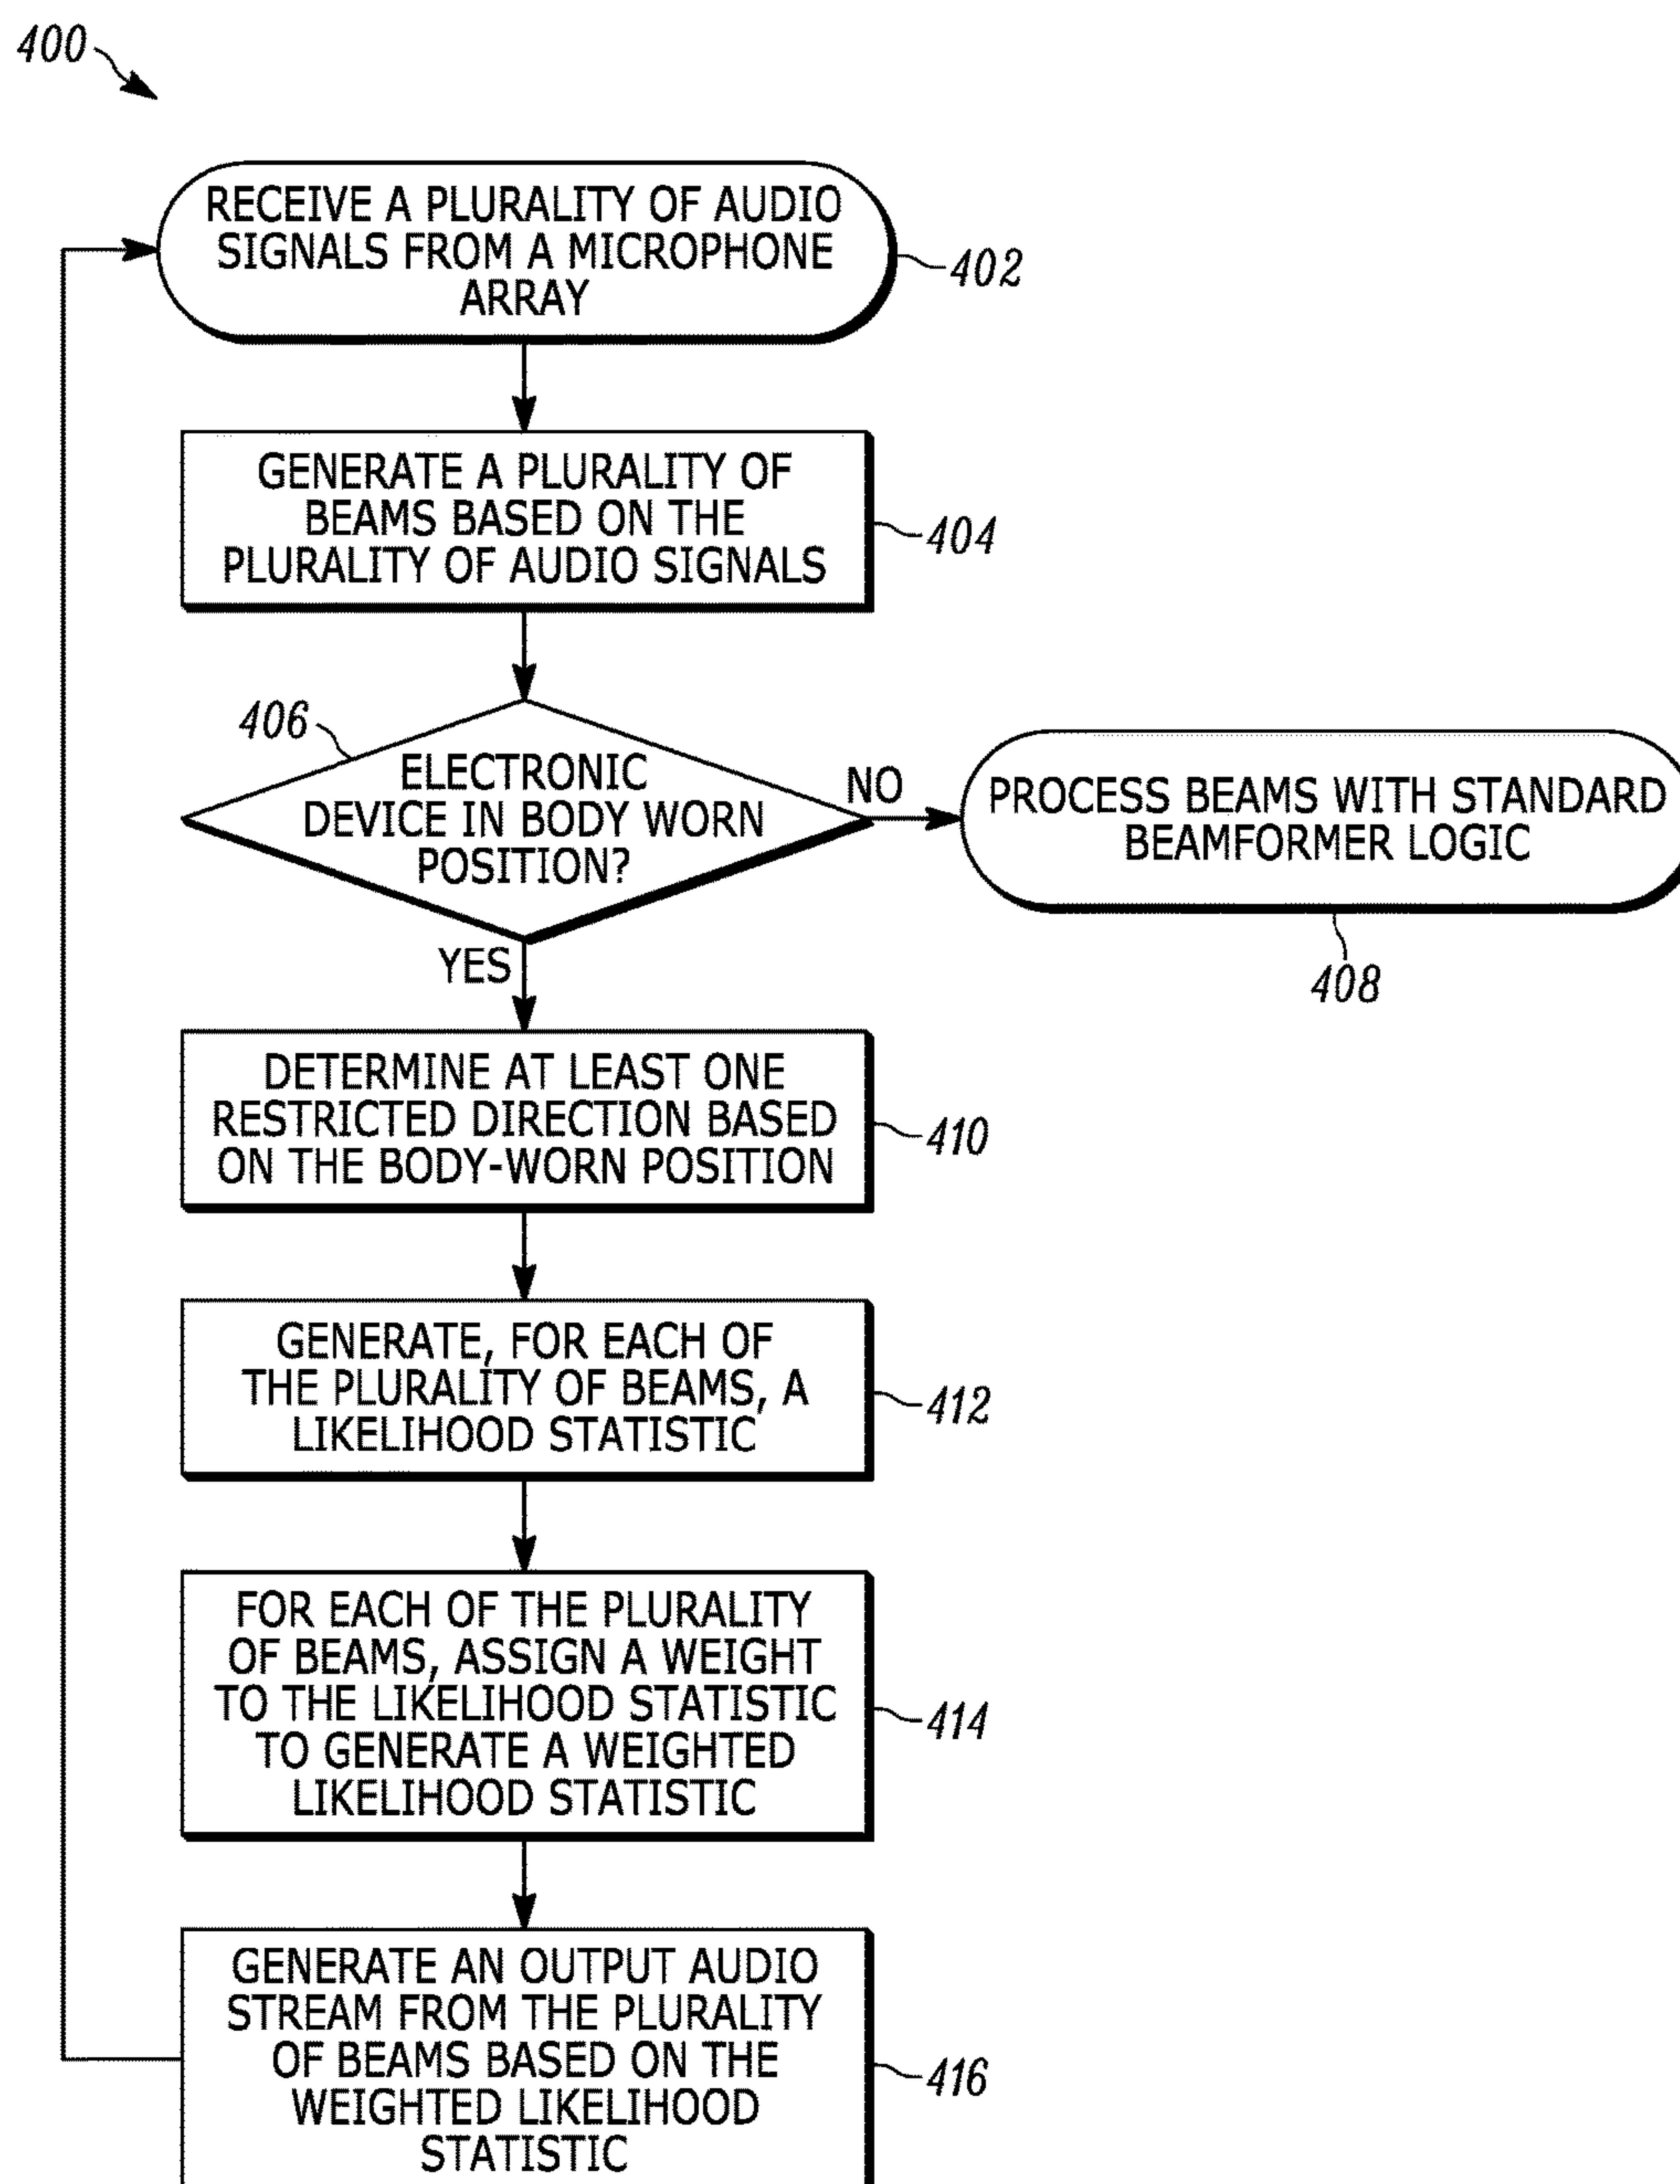 400
RECEIVE A PLURALITY OF AUDIO
SIGNALS FROM A MICROPHONE
ARRAY
402
GENERATE A PLURALITY OF
BEAMS BASED ON THE
PLURALITY OF AUDIO SIGNALS
404
406
ELECTRONIC
DEVICE IN BODY WORN
POSITION?
NO
PROCESS BEAMS WITH STANDARD
BEAMFORMER LOGIC
408
YES
DETERMINE AT LEAST ONE
RESTRICTED DIRECTION BASED
ON THE BODY-WORN POSITION
410
GENERATE, FOR EACH OF
THE PLURALITY OF BEAMS, A
LIKELIHOOD STATISTIC
412
FOR EACH OF THE PLURALITY
OF BEAMS, ASSIGN A WEIGHT
TO THE LIKELIHOOD STATISTIC
TO GENERATE A WEIGHTED
LIKELIHOOD STATISTIC
414
GENERATE AN OUTPUT AUDIO
STREAM FROM THE PLURALITY
OF BEAMS BASED ON THE
WEIGHTED LIKELIHOOD
STATISTIC
416